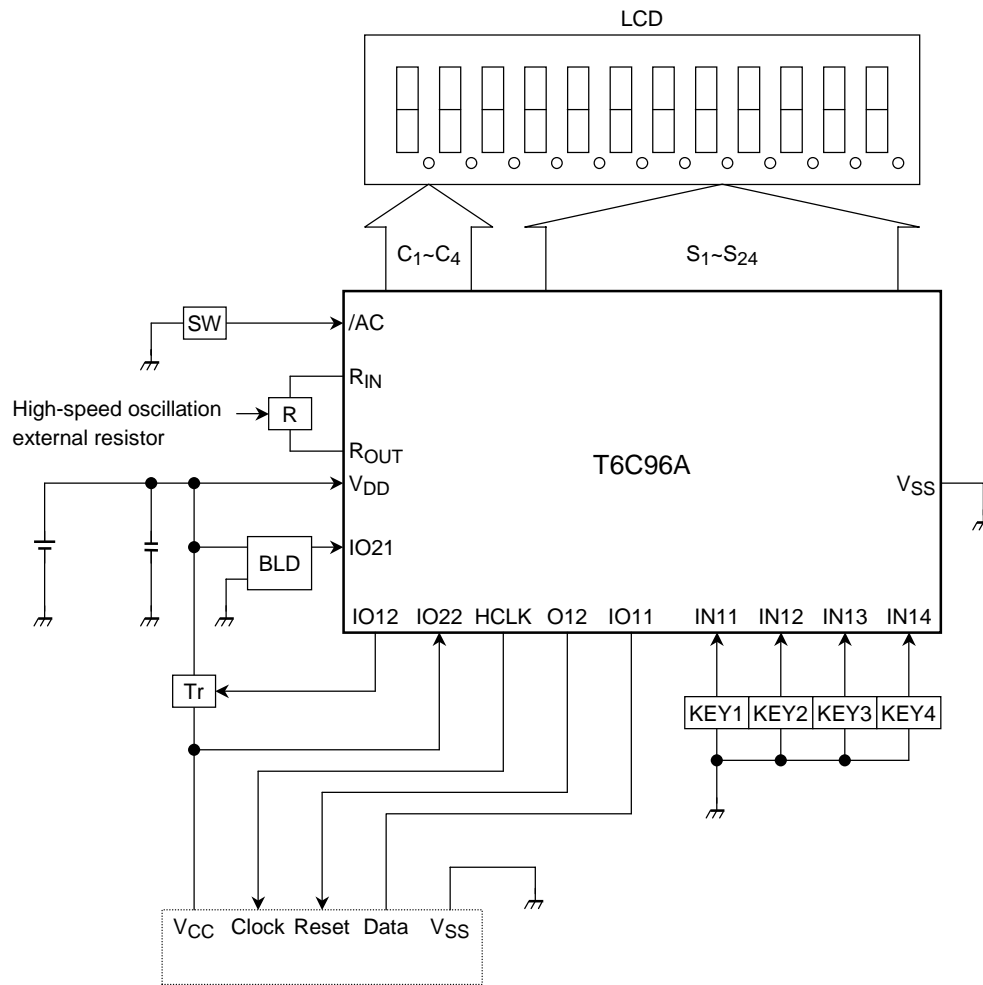 LCD
C1~C4
S1~S24
SW
/AC
RIN
High-speed oscillation
external resistor
R
ROUT
T6C96A
VDD
VSS
BLD
IO21
IO12 IO22 HCLK O12 IO11 IN11 IN12 IN13 IN14
Tr
KEY1 KEY2 KEY3 KEY4
VCC Clock Reset Data VSS